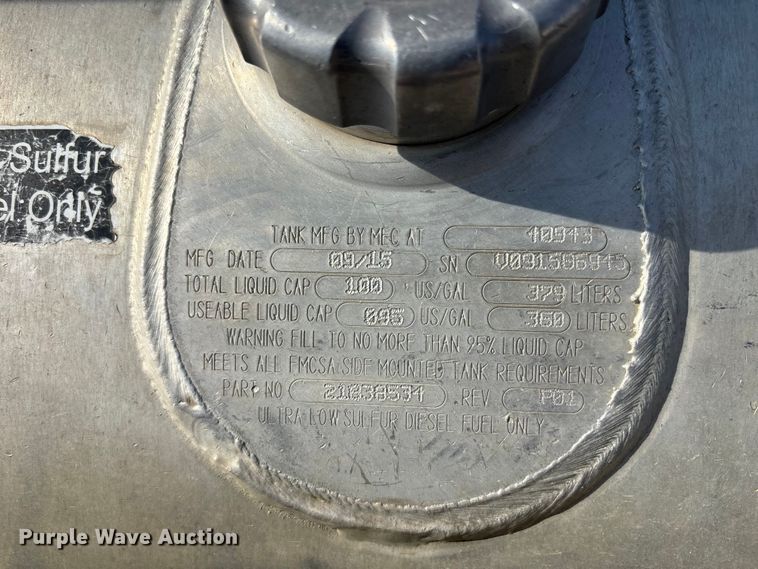 Sulfur
el Only
TANK MFG BY MEC AT 40943
MFG DATE 09/15 SN V091586945
TOTAL LIQUID CAP 100 US/GAL 379 LITERS
USEABLE LIQUID CAP 095 US/GAL 360 LITERS
WARNING FILL TO NO MORE THAN 95% LIQUID CAP
MEETS ALL FMCSA SIDE MOUNTED TANK REQUIREMENTS
PART NO 21238534 REV P01
ULTRA LOW SULFUR DIESEL FUEL ONLY
Purple Wave Auction®